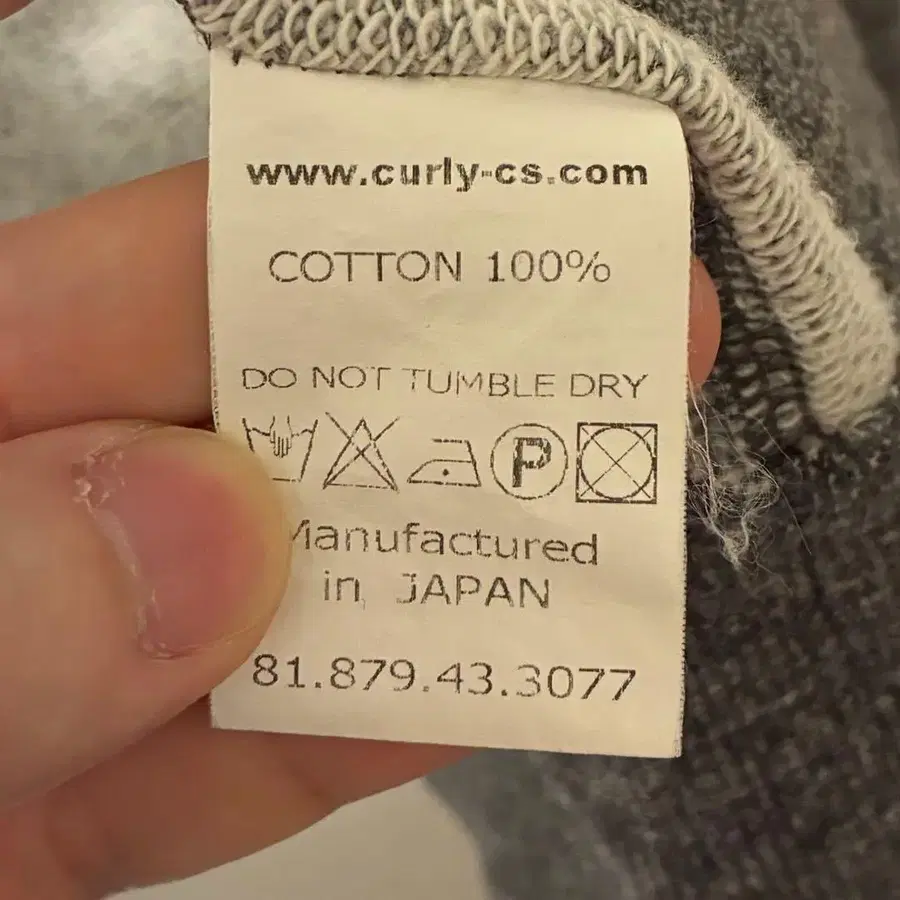 www.curly-cs.com
COTTON 100%
DO NOT TUMBLE DRY
P
Manufactured
in JAPAN
81.879.43.3077